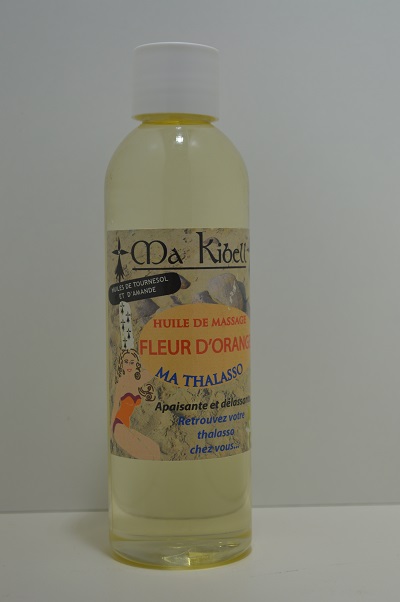 Ma Kibell
HUILES DE TOURNESOL
ET D'AMANDE
HUILE DE MASSAGE
FLEUR D'ORANG
MA THALASSO
Apaisante et délassant
Retrouvez votre
thalasso
chez vous...